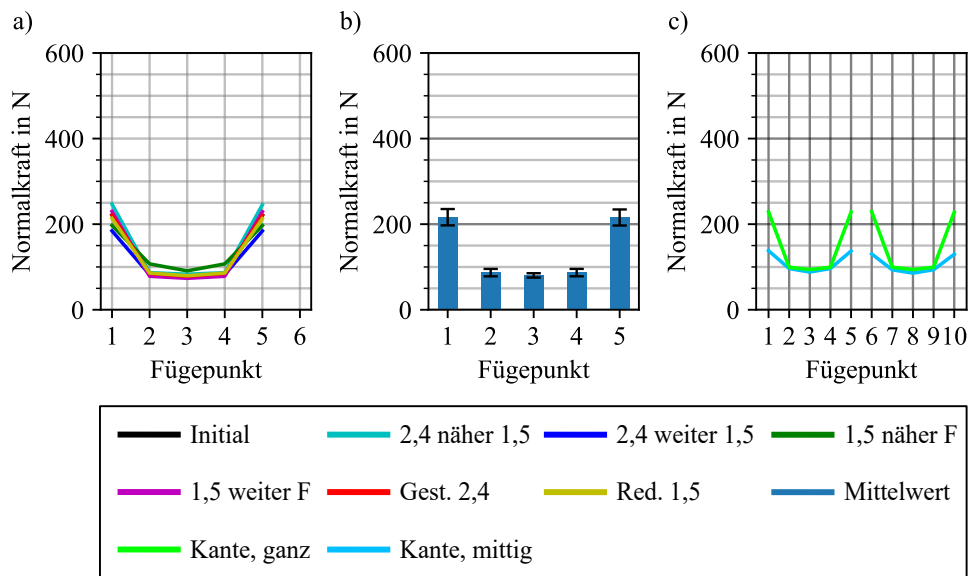 a)
Normalkraft in N
600
400
200
0
1 2 3 4 5 6
Fügepunkt
b)
Normalkraft in N
600
400
200
0
1 2 3 4 5
Fügepunkt
c)
Normalkraft in N
600
400
200
0
1 2 3 4 5 6 7 8 9 10
Fügepunkt
Initial 2,4 näher 1,5 2,4 weiter 1,5 1,5 näher F
1,5 weiter F Gest. 2,4 Red. 1,5 Mittelwert
Kante, ganz Kante, mittig